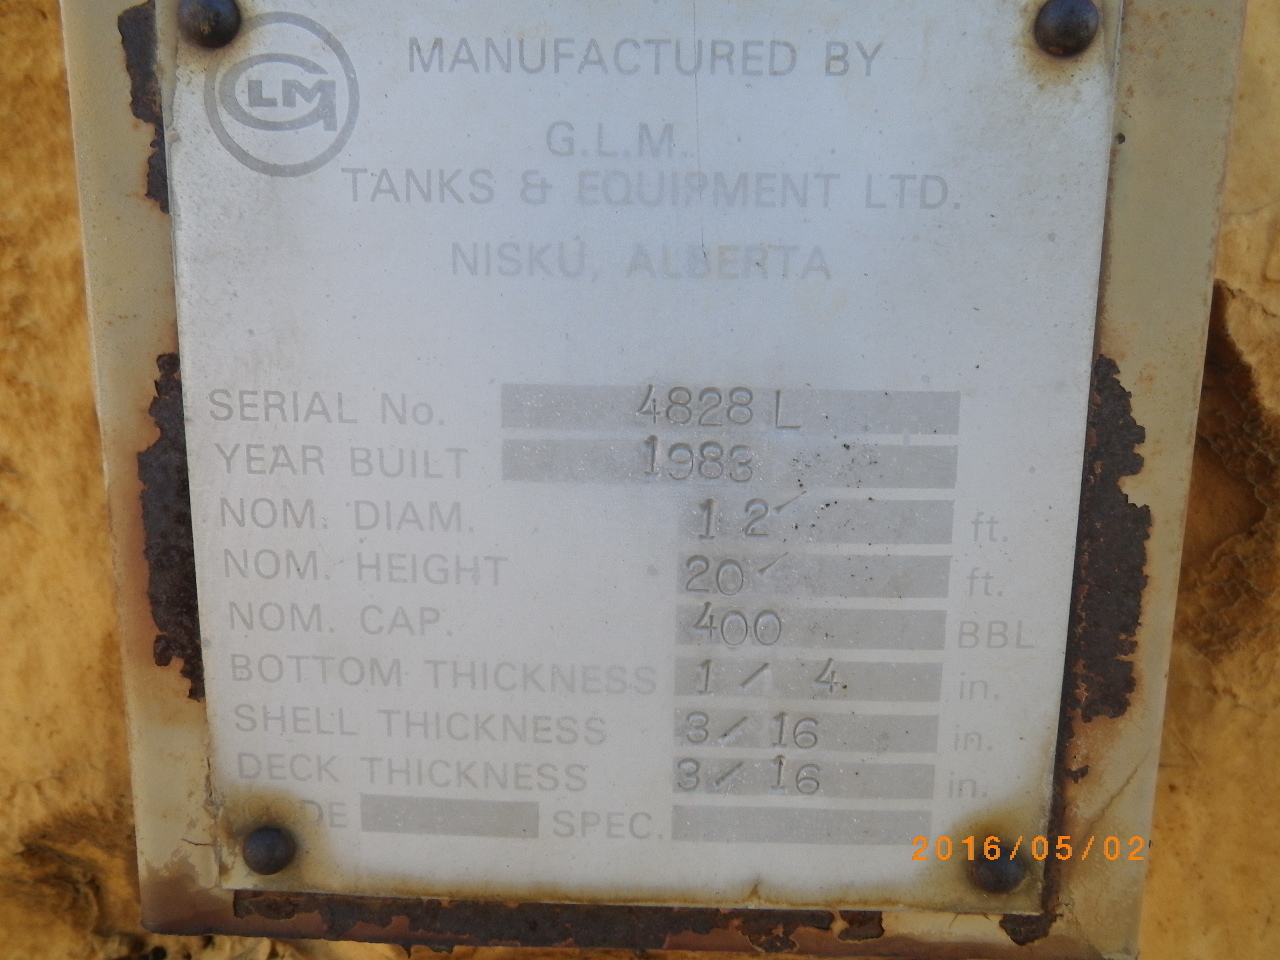 GLM
MANUFACTURED BY
G.L.M.
TANKS & EQUIPMENT LTD.
NISKU, ALBERTA
SERIAL No. 4828 L
YEAR BUILT 1983
NOM. DIAM. 12' ft.
NOM. HEIGHT 20' ft.
NOM. CAP. 400 BBL
BOTTOM THICKNESS 1/4 in.
SHELL THICKNESS 3/16 in.
DECK THICKNESS 3/16 in.
SPEC.
2016/05/02